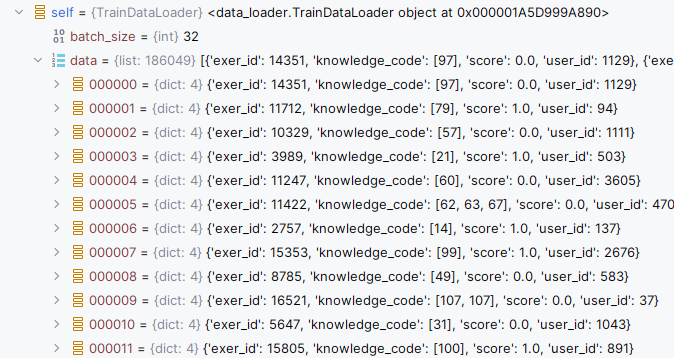 self = {TrainDataLoader} <data_loader.TrainDataLoader object at 0x000001A5D999A890>
batch_size = {int} 32
data = {list: 186049} [{'exer_id': 14351, 'knowledge_code': [97], 'score': 0.0, 'user_id': 1129}, {'exer
000000 = {dict: 4} {'exer_id': 14351, 'knowledge_code': [97], 'score': 0.0, 'user_id': 1129}
000001 = {dict: 4} {'exer_id': 11712, 'knowledge_code': [79], 'score': 1.0, 'user_id': 94}
000002 = {dict: 4} {'exer_id': 10329, 'knowledge_code': [57], 'score': 0.0, 'user_id': 1111}
000003 = {dict: 4} {'exer_id': 3989, 'knowledge_code': [21], 'score': 1.0, 'user_id': 503}
000004 = {dict: 4} {'exer_id': 11247, 'knowledge_code': [60], 'score': 0.0, 'user_id': 3605}
000005 = {dict: 4} {'exer_id': 11422, 'knowledge_code': [62, 63, 67], 'score': 0.0, 'user_id': 470
000006 = {dict: 4} {'exer_id': 2757, 'knowledge_code': [14], 'score': 1.0, 'user_id': 137}
000007 = {dict: 4} {'exer_id': 15353, 'knowledge_code': [99], 'score': 1.0, 'user_id': 2676}
000008 = {dict: 4} {'exer_id': 8785, 'knowledge_code': [49], 'score': 0.0, 'user_id': 583}
000009 = {dict: 4} {'exer_id': 16521, 'knowledge_code': [107, 107], 'score': 0.0, 'user_id': 37}
000010 = {dict: 4} {'exer_id': 5647, 'knowledge_code': [31], 'score': 0.0, 'user_id': 1043}
000011 = {dict: 4} {'exer_id': 15805, 'knowledge_code': [100], 'score': 1.0, 'user_id': 891}